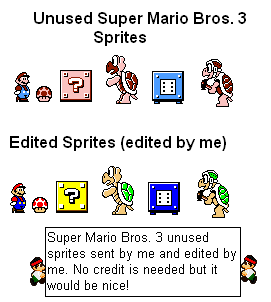 Unused Super Mario Bros. 3
Sprites
?
Edited Sprites (edited by me)
?
Super Mario Bros. 3 unused
sprites sent by me and edited by
me. No credit is needed but it
would be nice!